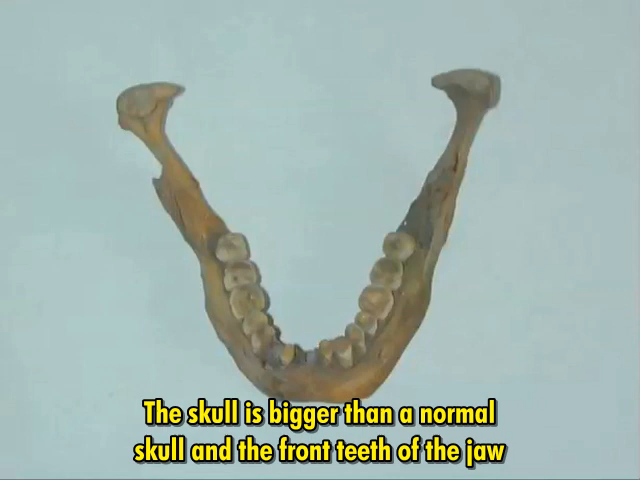 The skull is bigger than a normal
skull and the front teeth of the jaw